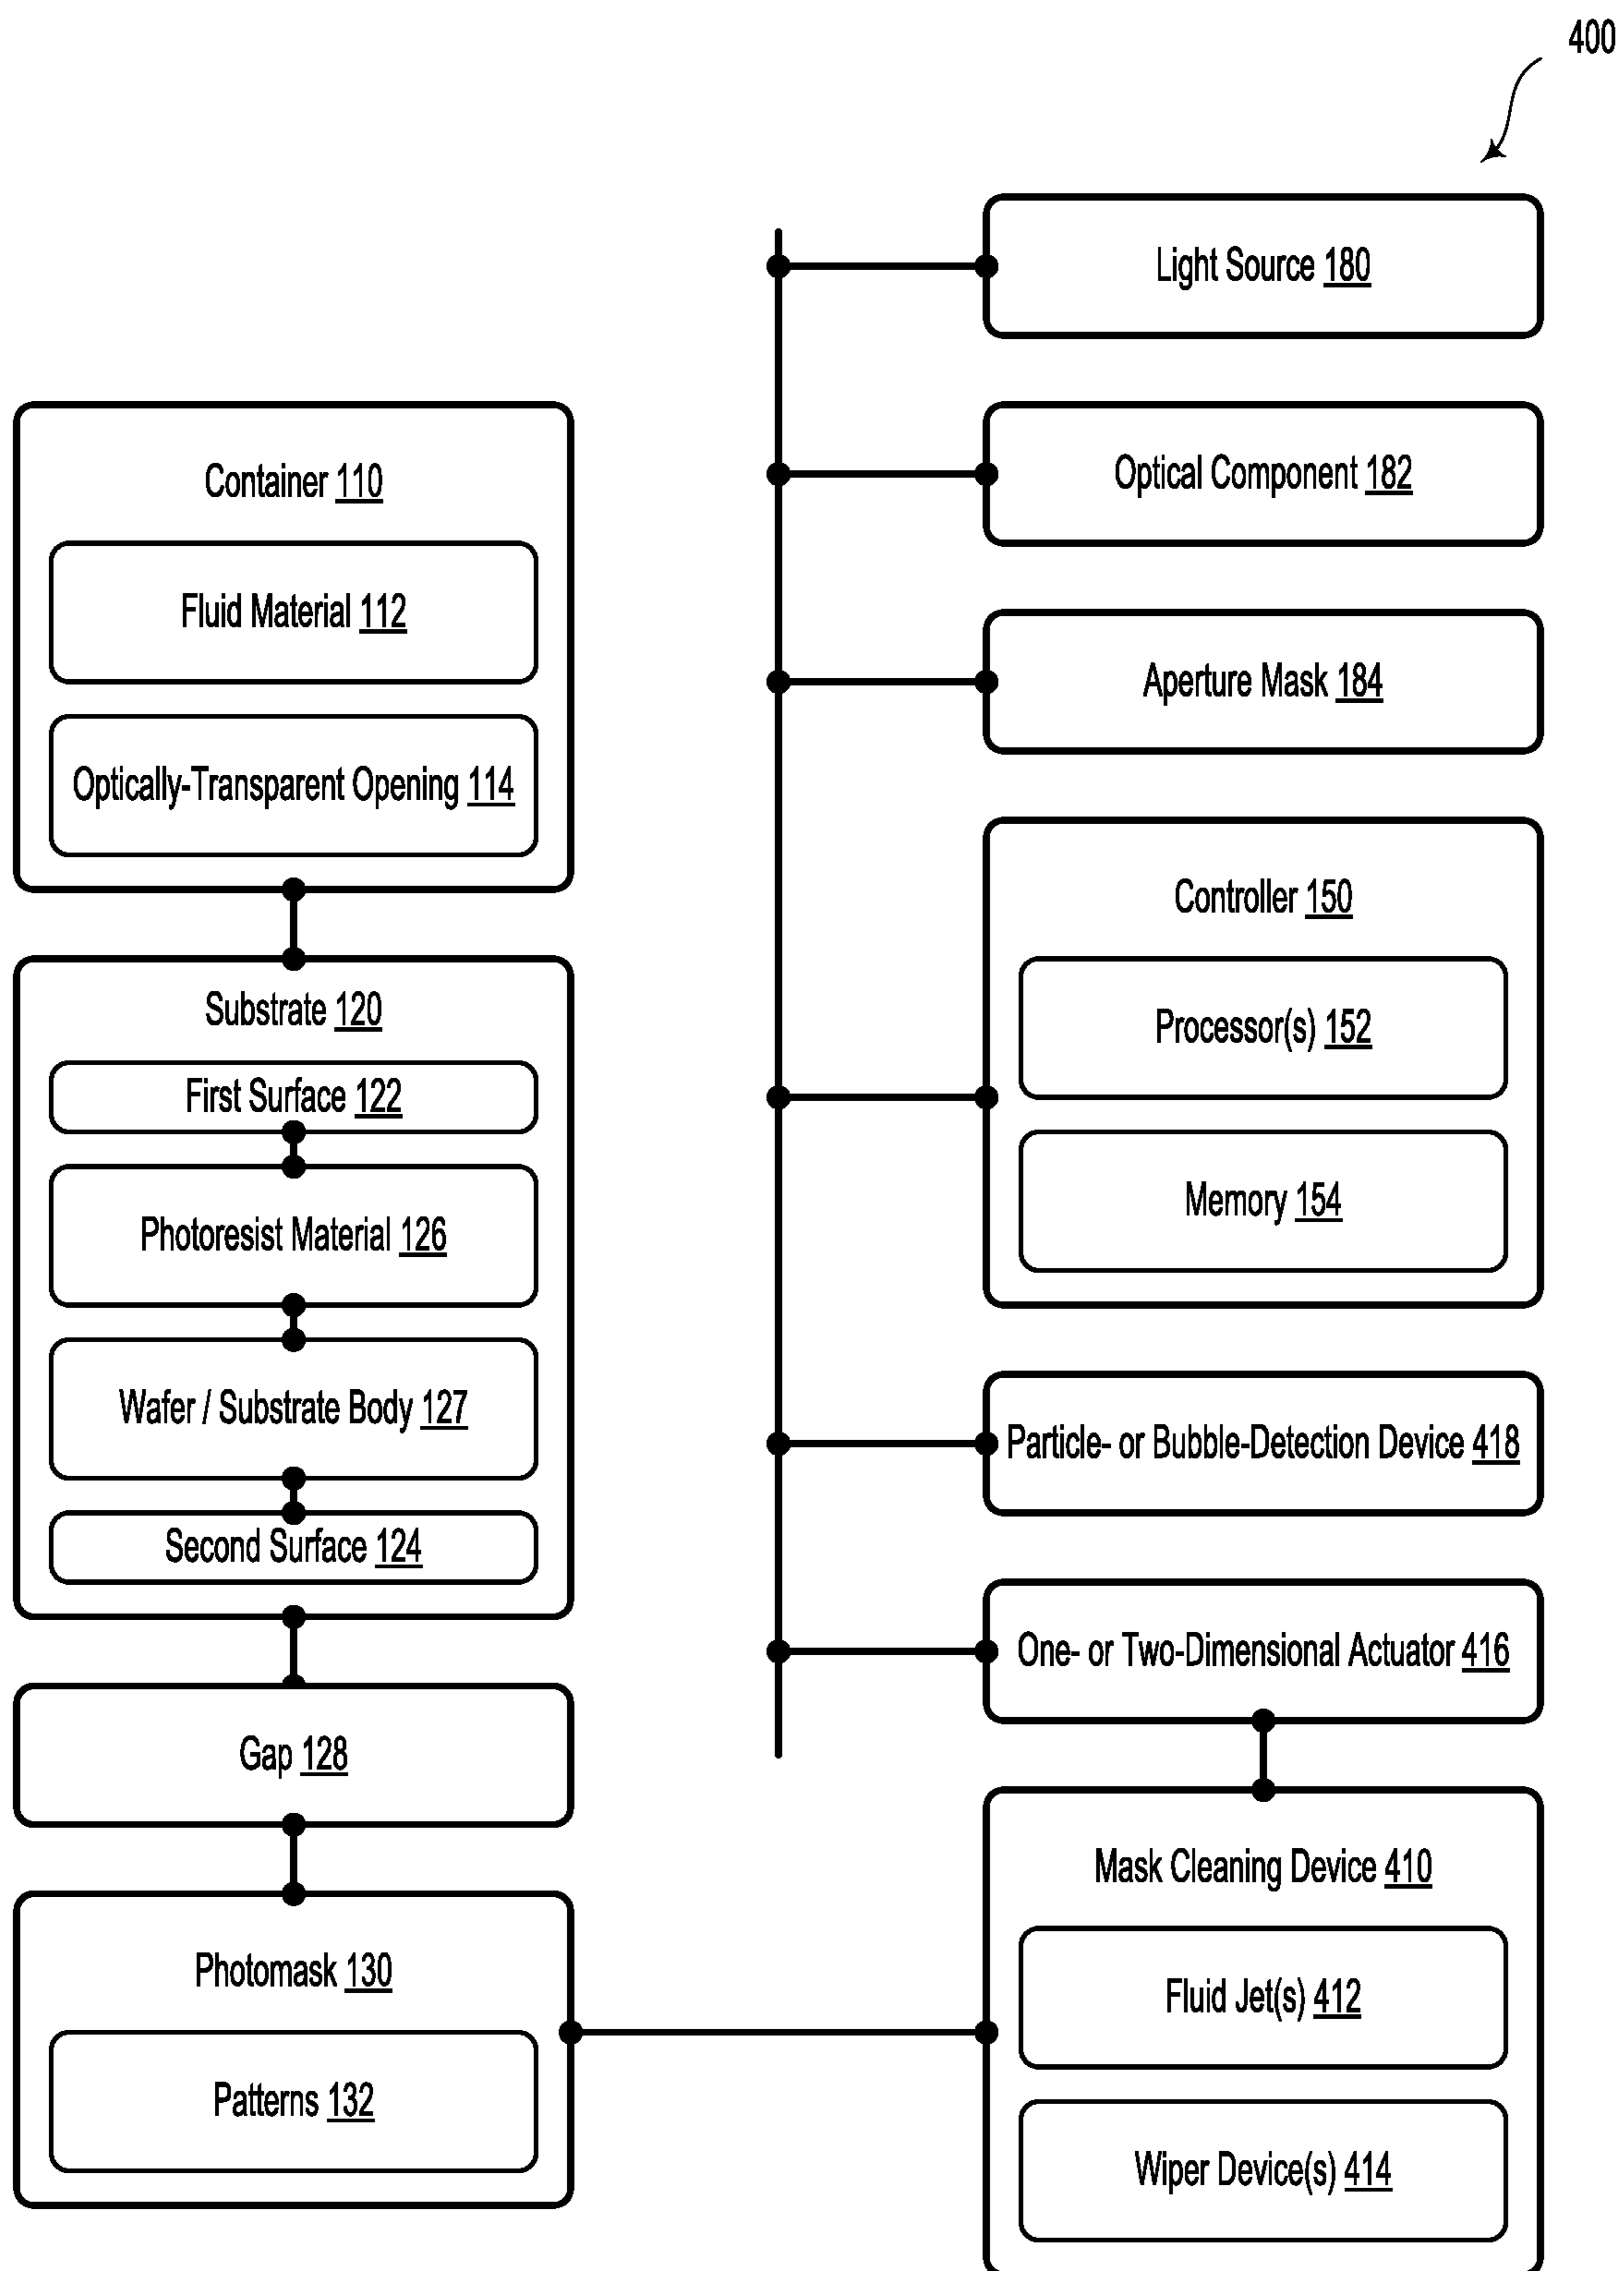 400
Container 110
Fluid Material 112
Optically-Transparent Opening 114
Substrate 120
First Surface 122
Photoresist Material 126
Wafer / Substrate Body 127
Second Surface 124
Gap 128
Photomask 130
Patterns 132
Light Source 180
Optical Component 182
Aperture Mask 184
Controller 150
Processor(s) 152
Memory 154
Particle- or Bubble-Detection Device 418
One- or Two-Dimensional Actuator 416
Mask Cleaning Device 410
Fluid Jet(s) 412
Wiper Device(s) 414